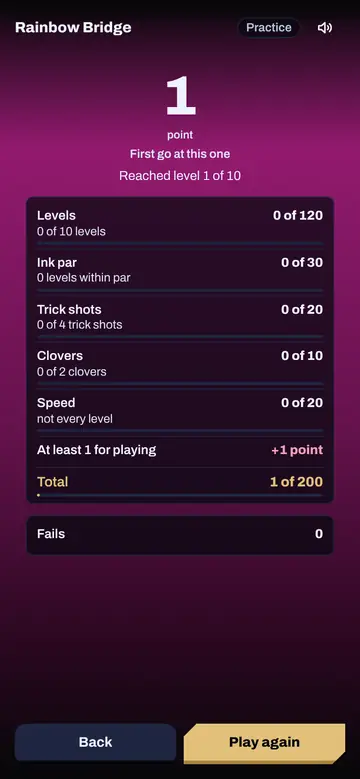 Rainbow Bridge
Practice
1
point
First go at this one
Reached level 1 of 10
Levels 0 of 120
0 of 10 levels
Ink par 0 of 30
0 levels within par
Trick shots 0 of 20
0 of 4 trick shots
Clovers 0 of 10
0 of 2 clovers
Speed 0 of 20
not every level
At least 1 for playing +1 point
Total 1 of 200
Fails 0
Back Play again